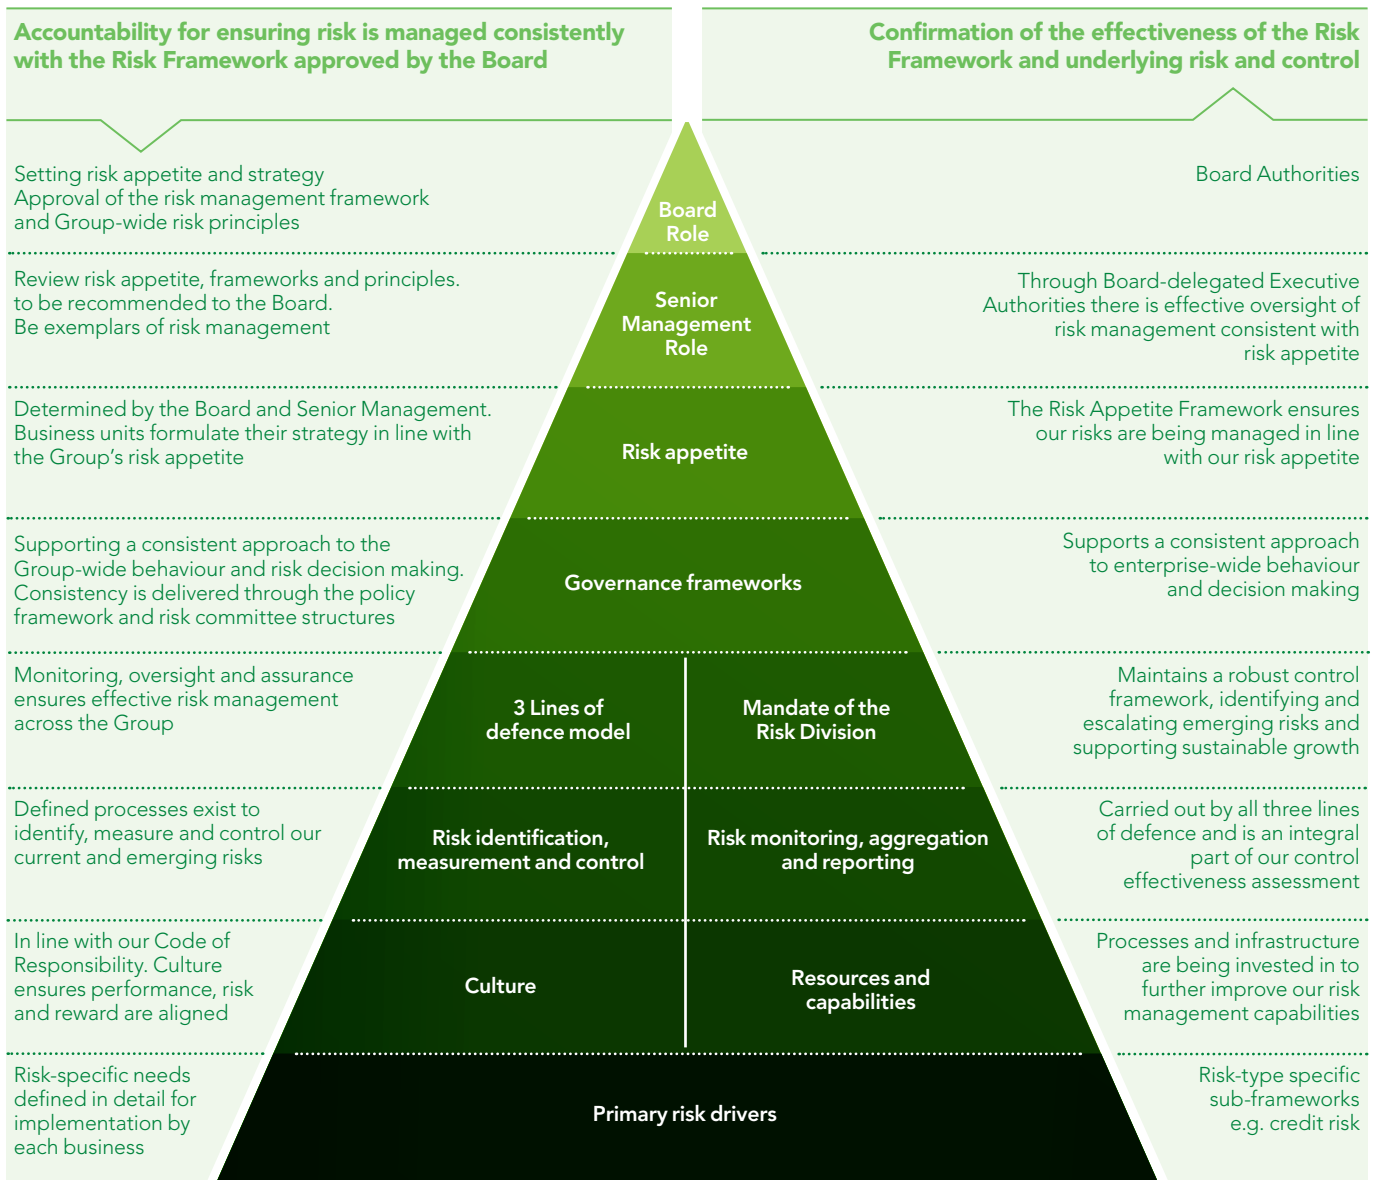 Accountability for ensuring risk is managed consistently
with the Risk Framework approved by the Board
Confirmation of the effectiveness of the Risk
Framework and underlying risk and control
Setting risk appetite and strategy
Approval of the risk management framework
and Group-wide risk principles
Board
Role
Board Authorities
Review risk appetite, frameworks and principles.
to be recommended to the Board.
Be exemplars of risk management
Senior
Management
Role
Through Board-delegated Executive
Authorities there is effective oversight of
risk management consistent with
risk appetite
Determined by the Board and Senior Management.
Business units formulate their strategy in line with
the Group's risk appetite
Risk appetite
The Risk Appetite Framework ensures
our risks are being managed in line
with our risk appetite
Supporting a consistent approach to the
Group-wide behaviour and risk decision making.
Consistency is delivered through the policy
framework and risk committee structures
Governance frameworks
Supports a consistent approach
to enterprise-wide behaviour
and decision making
Monitoring, oversight and assurance
ensures effective risk management
across the Group
3 Lines of
defence model
Mandate of the
Risk Division
Maintains a robust control
framework, identifying and
escalating emerging risks and
supporting sustainable growth
Defined processes exist to
identify, measure and control our
current and emerging risks
Risk identification,
measurement and control
Risk monitoring, aggregation
and reporting
Carried out by all three lines
of defence and is an integral
part of our control
effectiveness assessment
In line with our Code of
Responsibility. Culture
ensures performance, risk
and reward are aligned
Culture
Resources and
capabilities
Processes and infrastructure
are being invested in to
further improve our risk
management capabilities
Risk-specific needs
defined in detail for
implementation by
each business
Primary risk drivers
Risk-type specific
sub-frameworks
e.g. credit risk